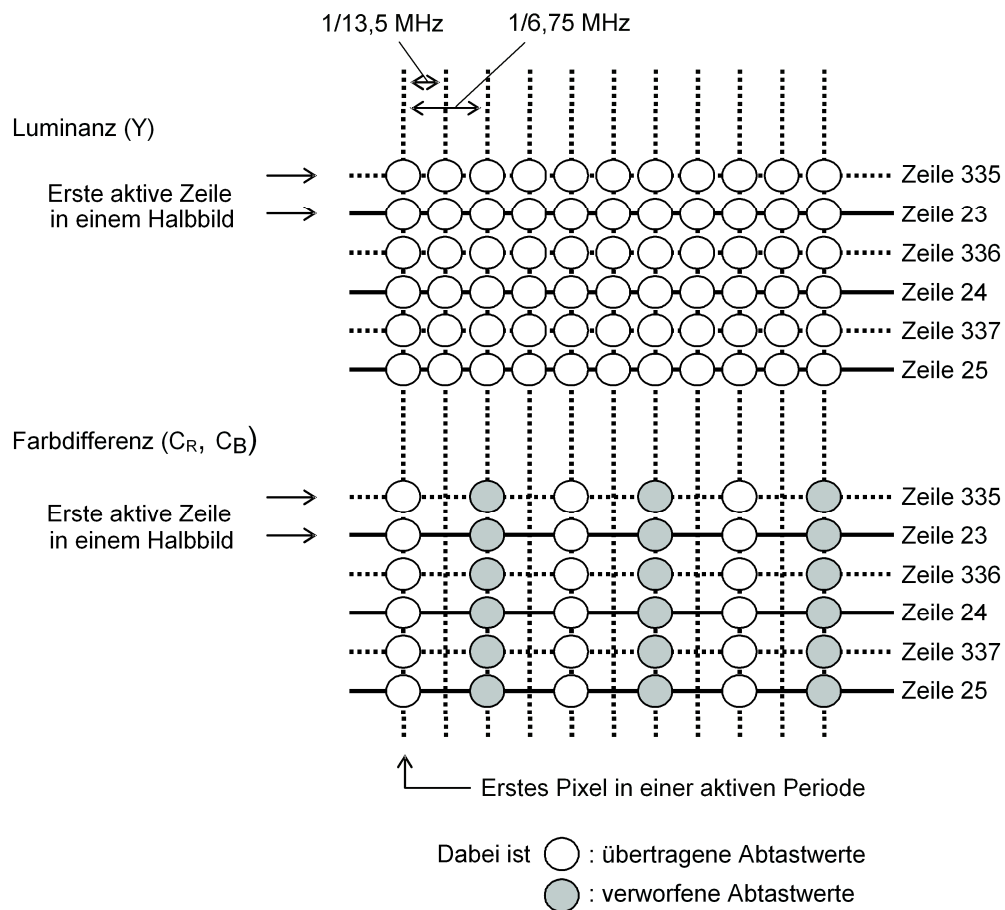 1/13,5 MHz
1/6,75 MHz
Luminanz (Y)
Erste aktive Zeile
in einem Halbbild
Zeile 335
Zeile 23
Zeile 336
Zeile 24
Zeile 337
Zeile 25
Farbdifferenz (CR, CB)
Erste aktive Zeile
in einem Halbbild
Zeile 335
Zeile 23
Zeile 336
Zeile 24
Zeile 337
Zeile 25
Erstes Pixel in einer aktiven Periode
Dabei ist : übertragene Abtastwerte
: verworfene Abtastwerte